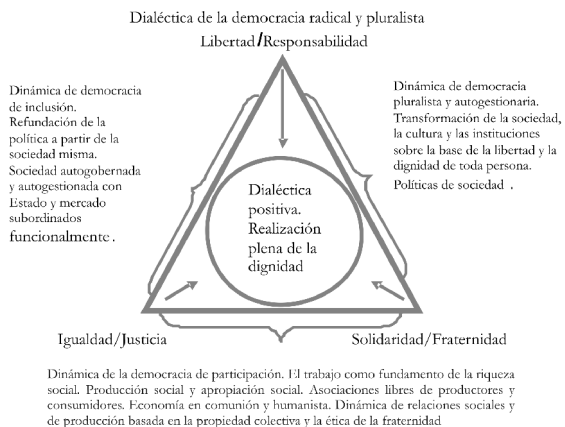 Dialéctica de la democracia radical y pluralista
Libertad/Responsabilidad
Dinámica de democracia
de inclusión.
Refundación de la
política a partir de la
sociedad misma.
Sociedad autogobernada
y autogestionada con
Estado y mercado
subordinados
funcionalmente.
Dinámica de democracia
pluralista y autogestionaria.
Transformación de la sociedad,
la cultura y las instituciones
sobre la base de la libertad y la
dignidad de toda persona.
Políticas de sociedad .
Dialéctica
positiva.
Realización
plena de la
dignidad
Igualdad/Justicia
Solidaridad/Fraternidad
Dinámica de la democracia de participación. El trabajo como fundamento de la riqueza
social. Producción social y apropiación social. Asociaciones libres de productores y
consumidores. Economía en comunión y humanista. Dinámica de relaciones sociales y
de producción basada en la propiedad colectiva y la ética de la fraternidad